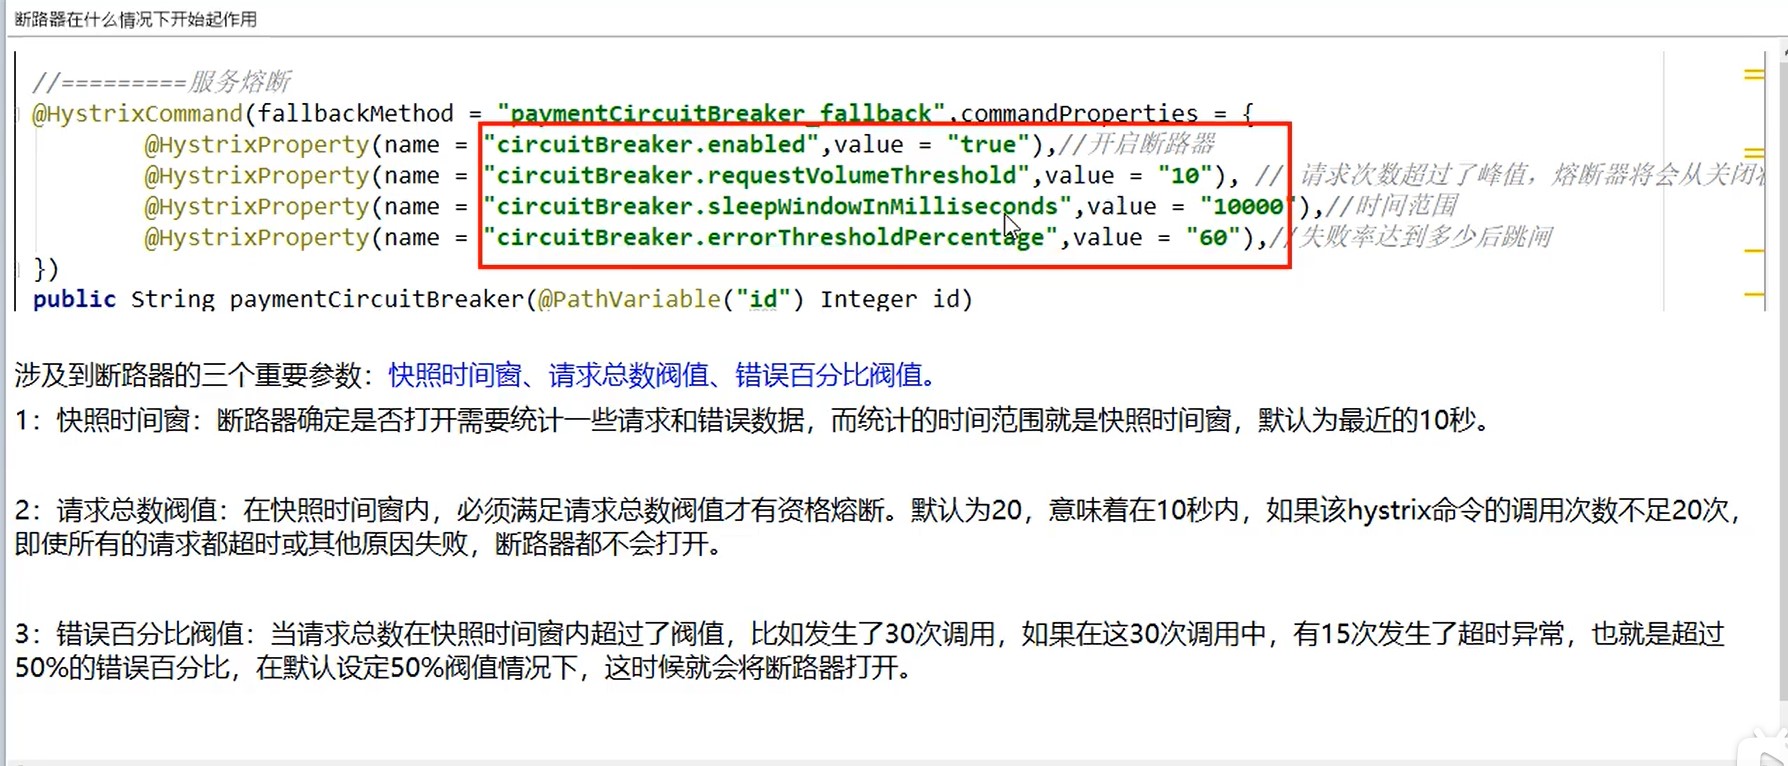 断路器在什么情况下开始起作用
//=========服务熔断
@HystrixCommand(fallbackMethod = "paymentCircuitBreaker_fallback",commandProperties = {
@HystrixProperty(name = "circuitBreaker.enabled",value = "true"),//开启断路器
@HystrixProperty(name = "circuitBreaker.requestVolumeThreshold",value = "10"), // 请求次数超过了峰值，熔断器将会从关闭
@HystrixProperty(name = "circuitBreaker.sleepWindowInMilliseconds",value = "10000"),//时间范围
@HystrixProperty(name = "circuitBreaker.errorThresholdPercentage",value = "60"),//失败率达到多少后跳闸
})
public String paymentCircuitBreaker(@PathVariable("id") Integer id)
涉及到断路器的三个重要参数：快照时间窗、请求总数阀值、错误百分比阀值。
1：快照时间窗：断路器确定是否打开需要统计一些请求和错误数据，而统计的时间范围就是快照时间窗，默认为最近的10秒。
2：请求总数阀值：在快照时间窗内，必须满足请求总数阀值才有资格熔断。默认为20，意味着在10秒内，如果该hystrix命令的调用次数不足20次，
即使所有的请求都超时或其他原因失败，断路器都不会打开。
3：错误百分比阀值：当请求总数在快照时间窗内超过了阀值，比如发生了30次调用，如果在这30次调用中，有15次发生了超时异常，也就是超过
50%的错误百分比，在默认设定50%阀值情况下，这时候就会将断路器打开。